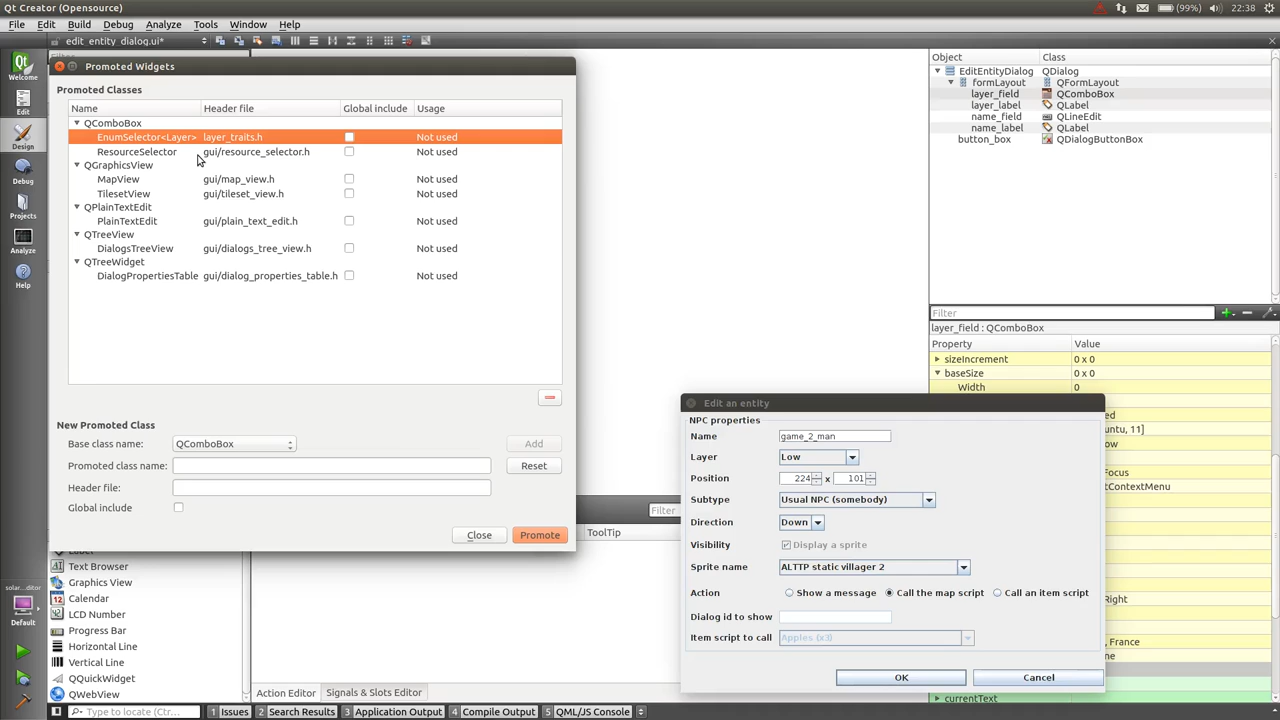 Qt Creator (Opensource)
(99%) 22:38
File Edit Build Debug Analyze Tools Window Help
edit_entity_dialog.ui*
Welcome
Edit
Design
Debug
Projects
Analyze
Help
solar...ditor
Default
Promoted Widgets
Promoted Classes
Name Header file Global include Usage
QComboBox
EnumSelector<Layer> layer_traits.h Not used
ResourceSelector gui/resource_selector.h Not used
QGraphicsView
MapView gui/map_view.h Not used
TilesetView gui/tileset_view.h Not used
QPlainTextEdit
PlainTextEdit gui/plain_text_edit.h Not used
QTreeView
DialogsTreeView gui/dialogs_tree_view.h Not used
QTreeWidget
DialogPropertiesTable gui/dialog_properties_table.h Not used
New Promoted Class
Base class name: QComboBox Add
Promoted class name: Reset
Header file:
Global include
Close Promote
Text Browser
Graphics View
Calendar
LCD Number
Progress Bar
Horizontal Line
Vertical Line
QQuickWidget
QWebView
Filter
ToolTip
Action Editor Signals & Slots Editor
Object Class
EditEntityDialog QDialog
formLayout QFormLayout
layer_field QComboBox
layer_label QLabel
name_field QLineEdit
name_label QLabel
button_box QDialogButtonBox
Filter
layer_field : QComboBox
Property Value
sizeIncrement 0 x 0
baseSize 0 x 0
Width 0
Edit an entity
NPC properties
Name game_2_man
Layer Low
Position 224 x 101
Subtype Usual NPC (somebody)
Direction Down
Visibility Display a sprite
Sprite name ALTTP static villager 2
Action Show a message Call the map script Call an item script
Dialog id to show
Item script to call Apples (x3)
OK Cancel
currentText
Type to locate (Ctrl+... 1 Issues 2 Search Results 3 Application Output 4 Compile Output 5 QML/JS Console